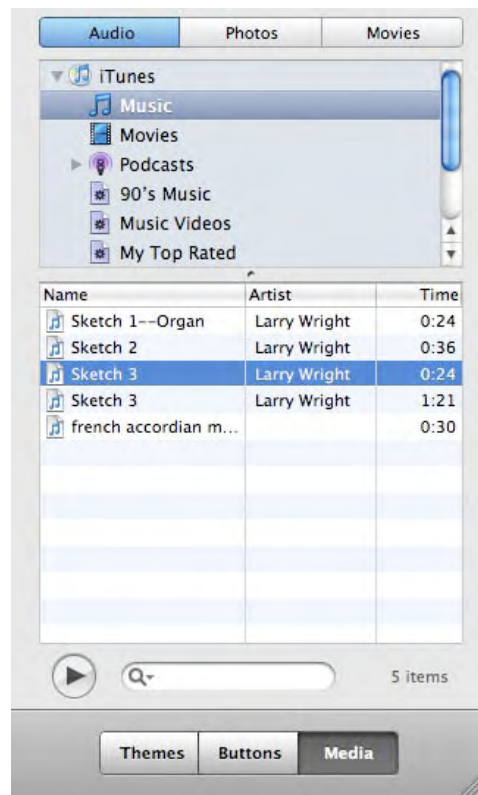 Audio Photos Movies
iTunes
Music
Movies
Podcasts
90's Music
Music Videos
My Top Rated
Name Artist Time
Sketch 1--Organ Larry Wright 0:24
Sketch 2 Larry Wright 0:36
Sketch 3 Larry Wright 0:24
Sketch 3 Larry Wright 1:21
french accordian m... 0:30
5 items
Themes Buttons Media